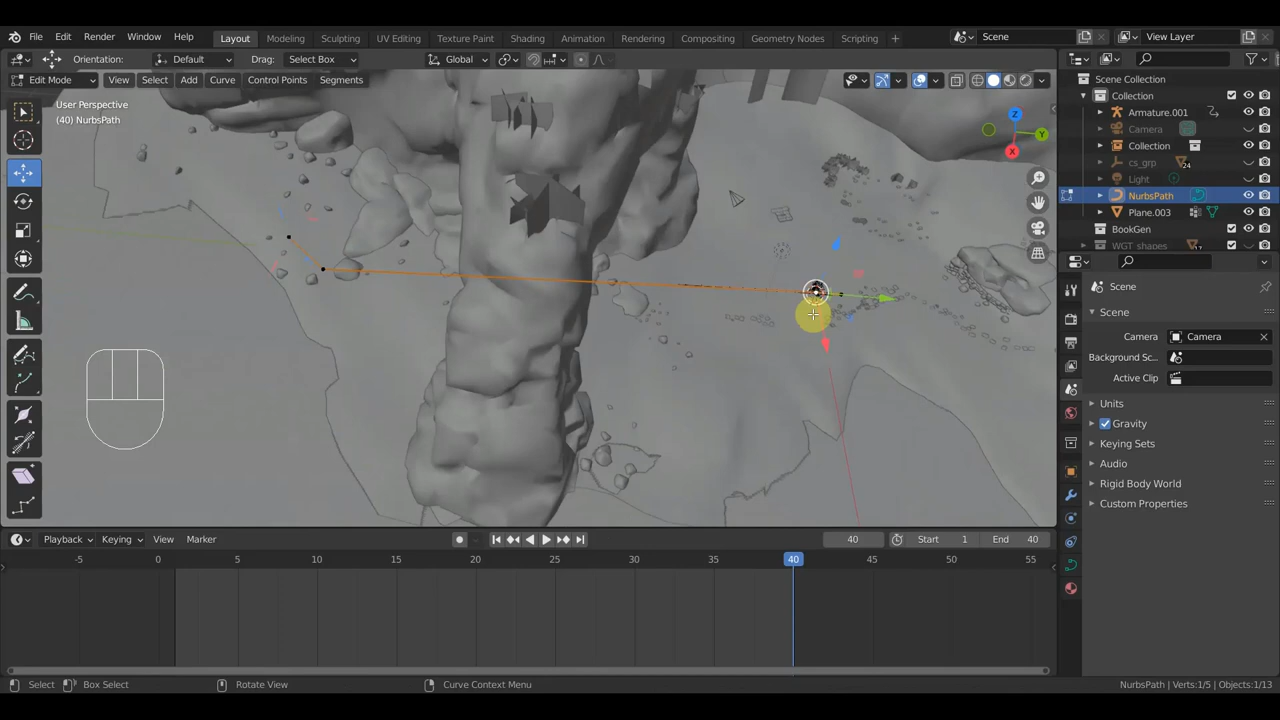 File Edit Render Window Help
Layout Modeling Sculpting UV Editing Texture Paint Shading Animation Rendering Compositing Geometry Nodes Scripting +
Scene
View Layer
Orientation: Default Drag: Select Box Global
Edit Mode View Select Add Curve Control Points Segments
User Perspective
(40) NurbsPath
Z
Y
X
Scene Collection
Collection
Armature.001
Camera
Collection
cs_grp 24
Light
NurbsPath
Plane.003
BookGen
WGT_shapes
Scene
Scene
Camera Camera
Background Sc...
Active Clip
Units
Gravity
Keying Sets
Audio
Rigid Body World
Custom Properties
Playback Keying View Marker 40 Start 1 End 40
-5 0 5 10 15 20 25 30 35 40 45 50 55
Select Box Select Rotate View Curve Context Menu NurbsPath | Verts:1/5 | Objects:1/13